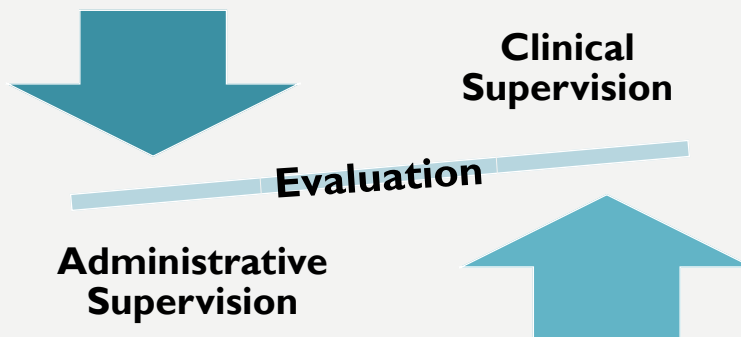 Clinical
Supervision
Evaluation
Administrative
Supervision